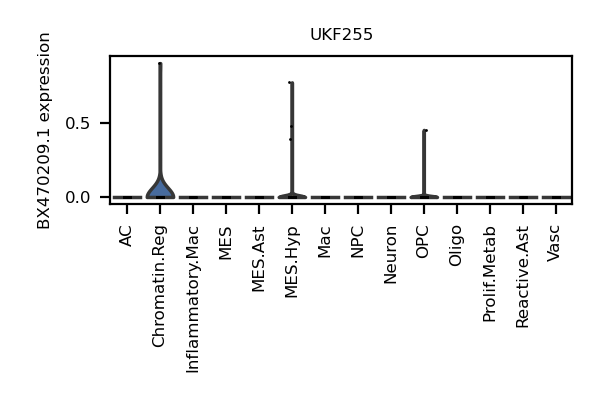 UKF255
BX470209.1 expression
0.5
0.0
AC
Chromatin.Reg
Inflammatory.Mac
MES
MES.Ast
MES.Hyp
Mac
NPC
Neuron
OPC
Oligo
Prolif.Metab
Reactive.Ast
Vasc